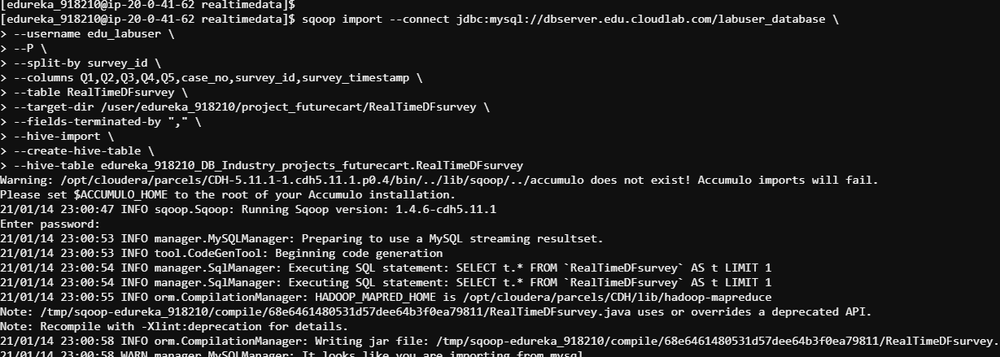 [edureka_918210@ip-20-0-41-62 realtimedata]$
[edureka_918210@ip-20-0-41-62 realtimedata]$ sqoop import --connect jdbc:mysql://dbserver.edu.cloudlab.com/labuser_database \
> --username edu_labuser \
> --P \
> --split-by survey_id \
> --columns Q1,Q2,Q3,Q4,Q5,case_no,survey_id,survey_timestamp \
> --table RealTimeDFsurvey \
> --target-dir /user/edureka_918210/project_futurecart/RealTimeDFsurvey \
> --fields-terminated-by "," \
> --hive-import \
> --create-hive-table \
> --hive-table edureka_918210_DB_Industry_projects_futurecart.RealTimeDFsurvey
Warning: /opt/cloudera/parcels/CDH-5.11.1-1.cdh5.11.1.p0.4/bin/../lib/sqoop/../accumulo does not exist! Accumulo imports will fail.
Please set $ACCUMULO_HOME to the root of your Accumulo installation.
21/01/14 23:00:47 INFO sqoop.Sqoop: Running Sqoop version: 1.4.6-cdh5.11.1
Enter password:
21/01/14 23:00:53 INFO manager.MySQLManager: Preparing to use a MySQL streaming resultset.
21/01/14 23:00:53 INFO tool.CodeGenTool: Beginning code generation
21/01/14 23:00:54 INFO manager.SqlManager: Executing SQL statement: SELECT t.* FROM `RealTimeDFsurvey` AS t LIMIT 1
21/01/14 23:00:54 INFO manager.SqlManager: Executing SQL statement: SELECT t.* FROM `RealTimeDFsurvey` AS t LIMIT 1
21/01/14 23:00:55 INFO orm.CompilationManager: HADOOP_MAPRED_HOME is /opt/cloudera/parcels/CDH/lib/hadoop-mapreduce
Note: /tmp/sqoop-edureka_918210/compile/68e6461480531d57dee64b3f0ea79811/RealTimeDFsurvey.java uses or overrides a deprecated API.
Note: Recompile with -Xlint:deprecation for details.
21/01/14 23:00:58 INFO orm.CompilationManager: Writing jar file: /tmp/sqoop-edureka_918210/compile/68e6461480531d57dee64b3f0ea79811/RealTimeDFsurvey.
21/01/14 23:00:58 WARN manager.MySQLManager: It looks like you are importing from mysql.